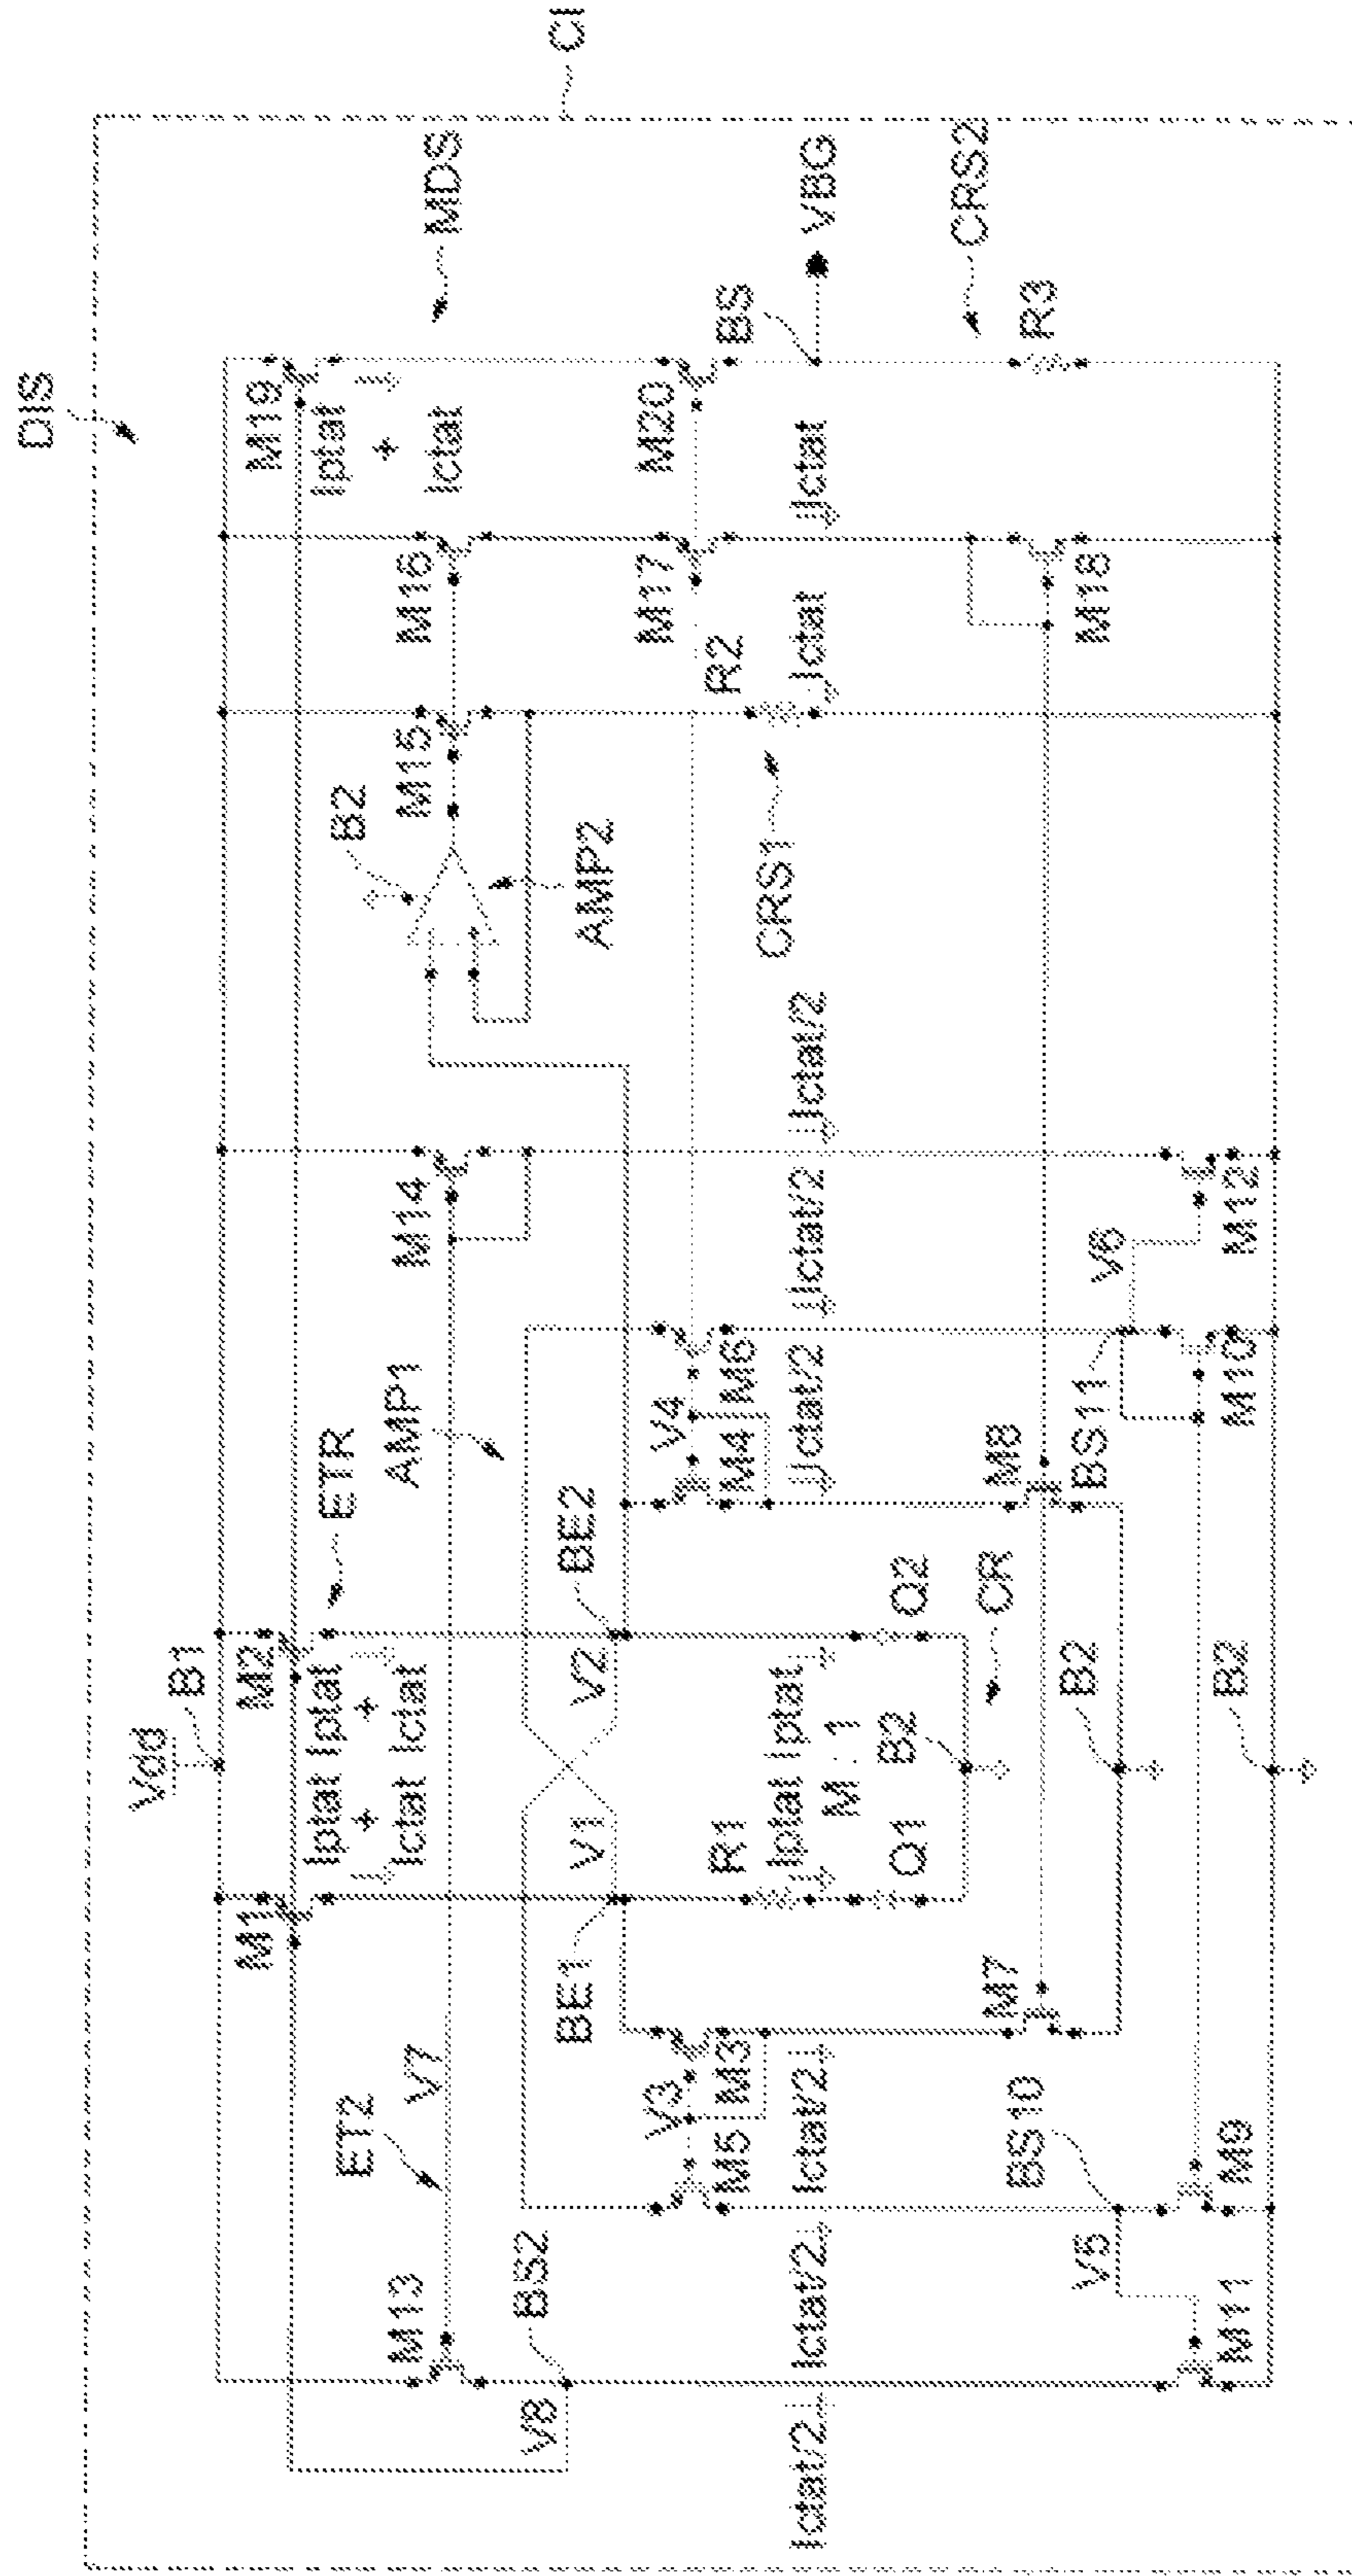 DIS
CI
Vdd
B1
M13
M1
M2
M14
M15
M16
M19
ETR
MDS
Iptat
+
Ictat
Iptat
+
Ictat
Iptat
+
Ictat
ET2
V7
AMP1
B2
AMP2
BS2
V8
BE1
V1
V2
BE2
M5
V3
M3
V4
M4
M6
M17
M20
R1
R2
BS
VBG
Ictat/2
Ictat/2
Ictat/2
Iptat
Iptat
Ictat/2
Ictat/2
Ictat/2
Ictat
Ictat
M : 1
CRS1
Q1
B2
Q2
CR
CRS2
R3
M7
M8
M18
BS10
V5
B2
BS11
V6
M11
M9
B2
M10
M12